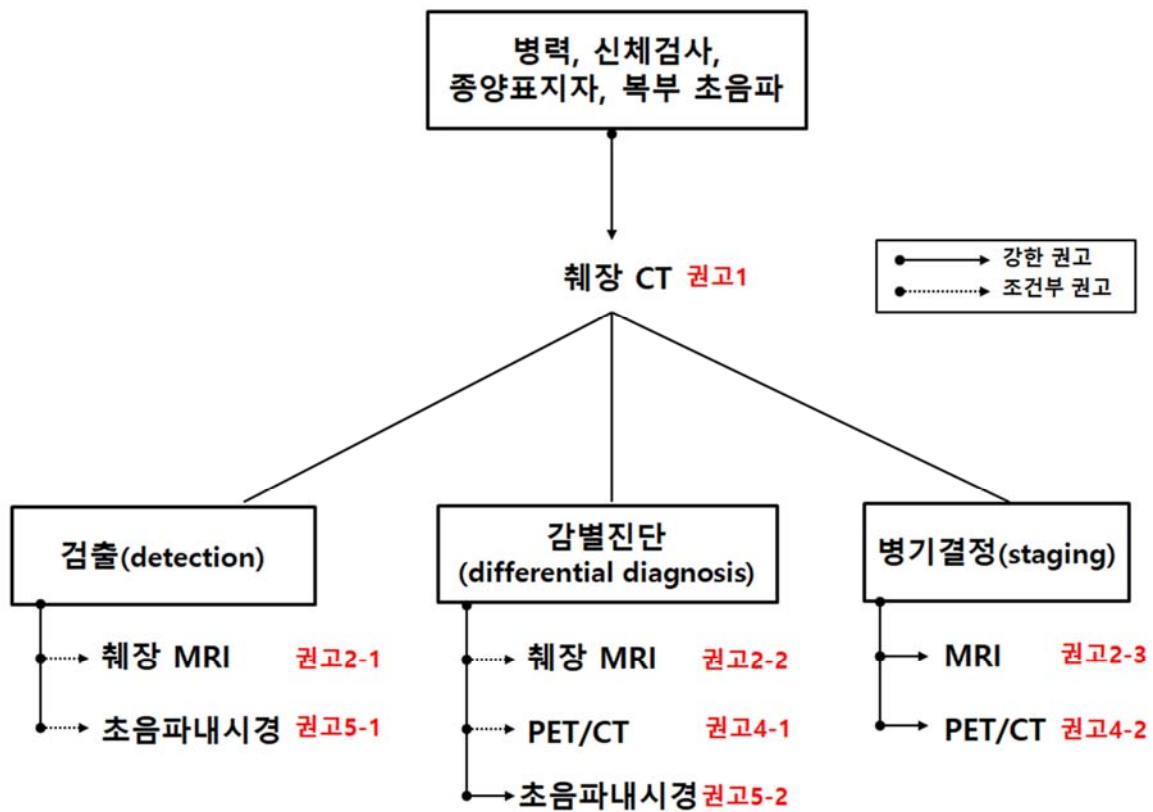 병력, 신체검사,
종양표지자, 복부 초음파
췌장 CT 권고1
강한 권고
조건부 권고
검출(detection)
췌장 MRI 권고2-1
초음파내시경 권고5-1
감별진단
(differential diagnosis)
췌장 MRI 권고2-2
PET/CT 권고4-1
초음파내시경 권고5-2
병기결정(staging)
MRI 권고2-3
PET/CT 권고4-2